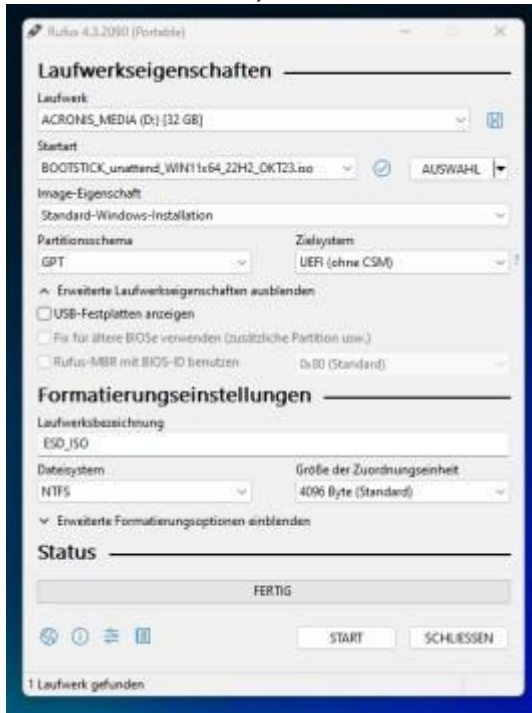 Rufus 4.3.2090 (Portable)
Laufwerkseigenschaften
Laufwerk
ACRONIS_MEDIA (D:) [32 GB]
Startart
BOOTSTICK_unattend_WIN11x64_22H2_OKT23.iso
AUSWAHL
Image-Eigenschaft
Standard-Windows-Installation
Partitionsschema Zielsystem
GPT UEFI (ohne CSM) ?
Erweiterte Laufwerkseigenschaften ausblenden
USB-Festplatten anzeigen
Fix für ältere BIOSe verwenden (zusätzliche Partition usw.)
Rufus-MBR mit BIOS-ID benutzen 0x80 (Standard)
Formatierungseinstellungen
Laufwerksbezeichnung
ESD_ISO
Dateisystem Größe der Zuordnungseinheit
NTFS 4096 Byte (Standard)
Erweiterte Formatierungsoptionen einblenden
Status
FERTIG
START SCHLIESSEN
1 Laufwerk gefunden